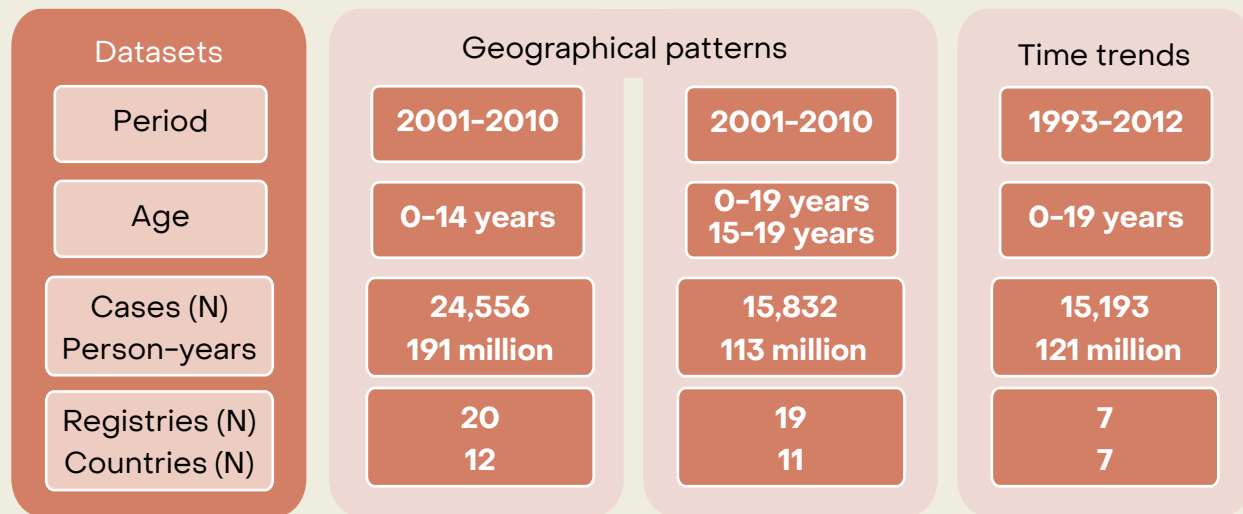 Datasets
Geographical patterns
Time trends
Period
2001-2010
2001-2010
1993-2012
Age
0-14 years
0-19 years
15-19 years
0-19 years
Cases (N)
Person-years
24,556
191 million
15,832
113 million
15,193
121 million
Registries (N)
Countries (N)
20
12
19
11
7
7